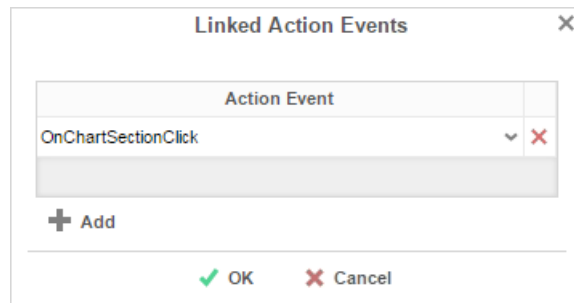 Linked Action Events
Action Event
OnChartSectionClick
Add
OK Cancel